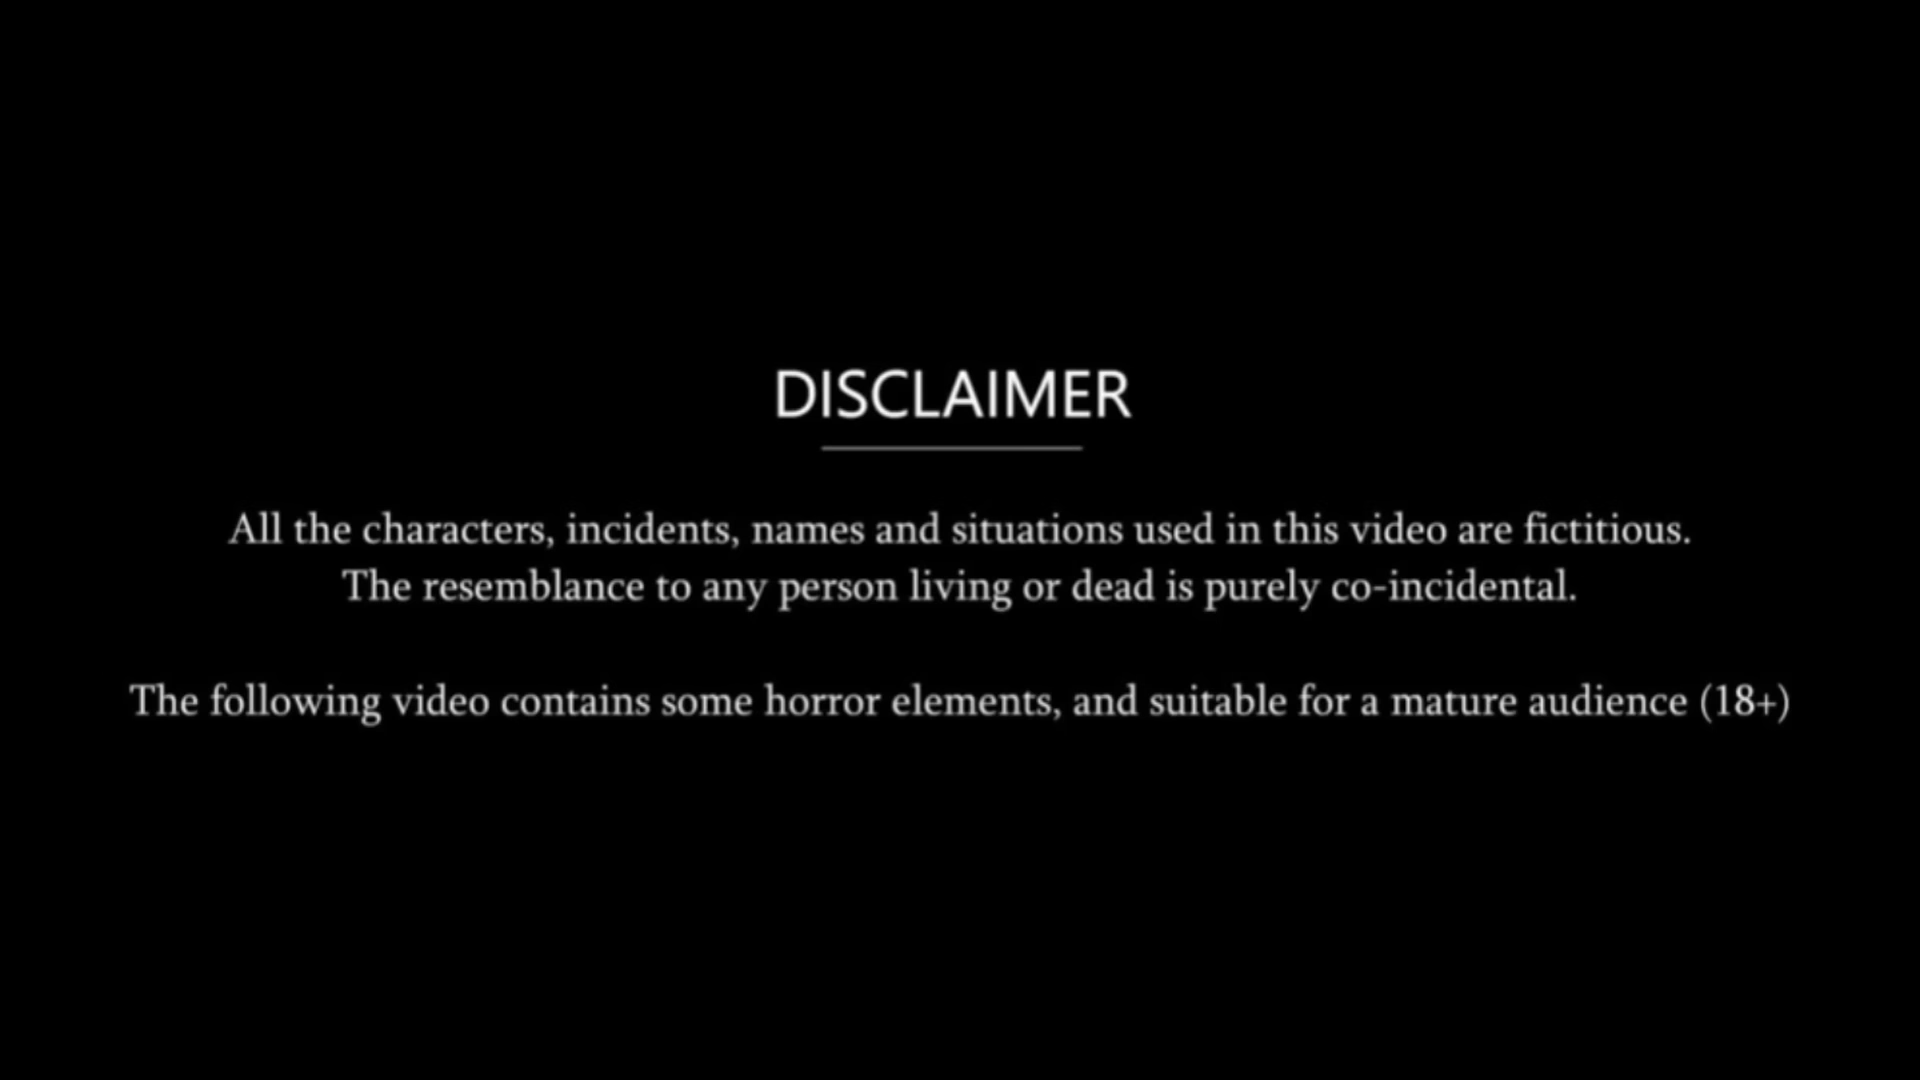 DISCLAIMER
All the characters, incidents, names and situations used in this video are fictitious.
The resemblance to any person living or dead is purely co-incidental.
The following video contains some horror elements, and suitable for a mature audience (18+)